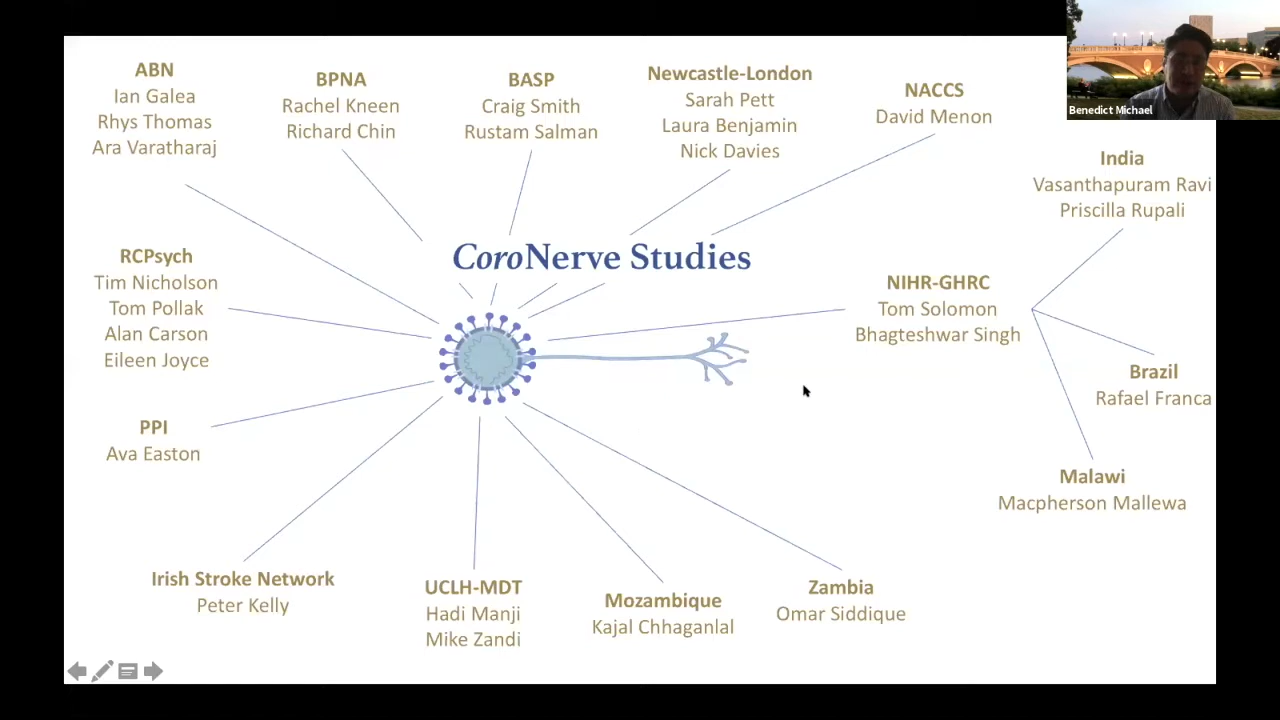 Benedict Michael
ABN
Ian Galea
Rhys Thomas
Ara Varatharaj
BPNA
Rachel Kneen
Richard Chin
BASP
Craig Smith
Rustam Salman
Newcastle-London
Sarah Pett
Laura Benjamin
Nick Davies
NACCS
David Menon
India
Vasanthapuram Ravi
Priscilla Rupali
CoroNerve Studies
RCPsych
Tim Nicholson
Tom Pollak
Alan Carson
Eileen Joyce
NIHR-GHRC
Tom Solomon
Bhagteshwar Singh
Brazil
Rafael Franca
PPI
Ava Easton
Malawi
Macpherson Mallewa
Irish Stroke Network
Peter Kelly
UCLH-MDT
Hadi Manji
Mike Zandi
Mozambique
Kajal Chhaganlal
Zambia
Omar Siddique